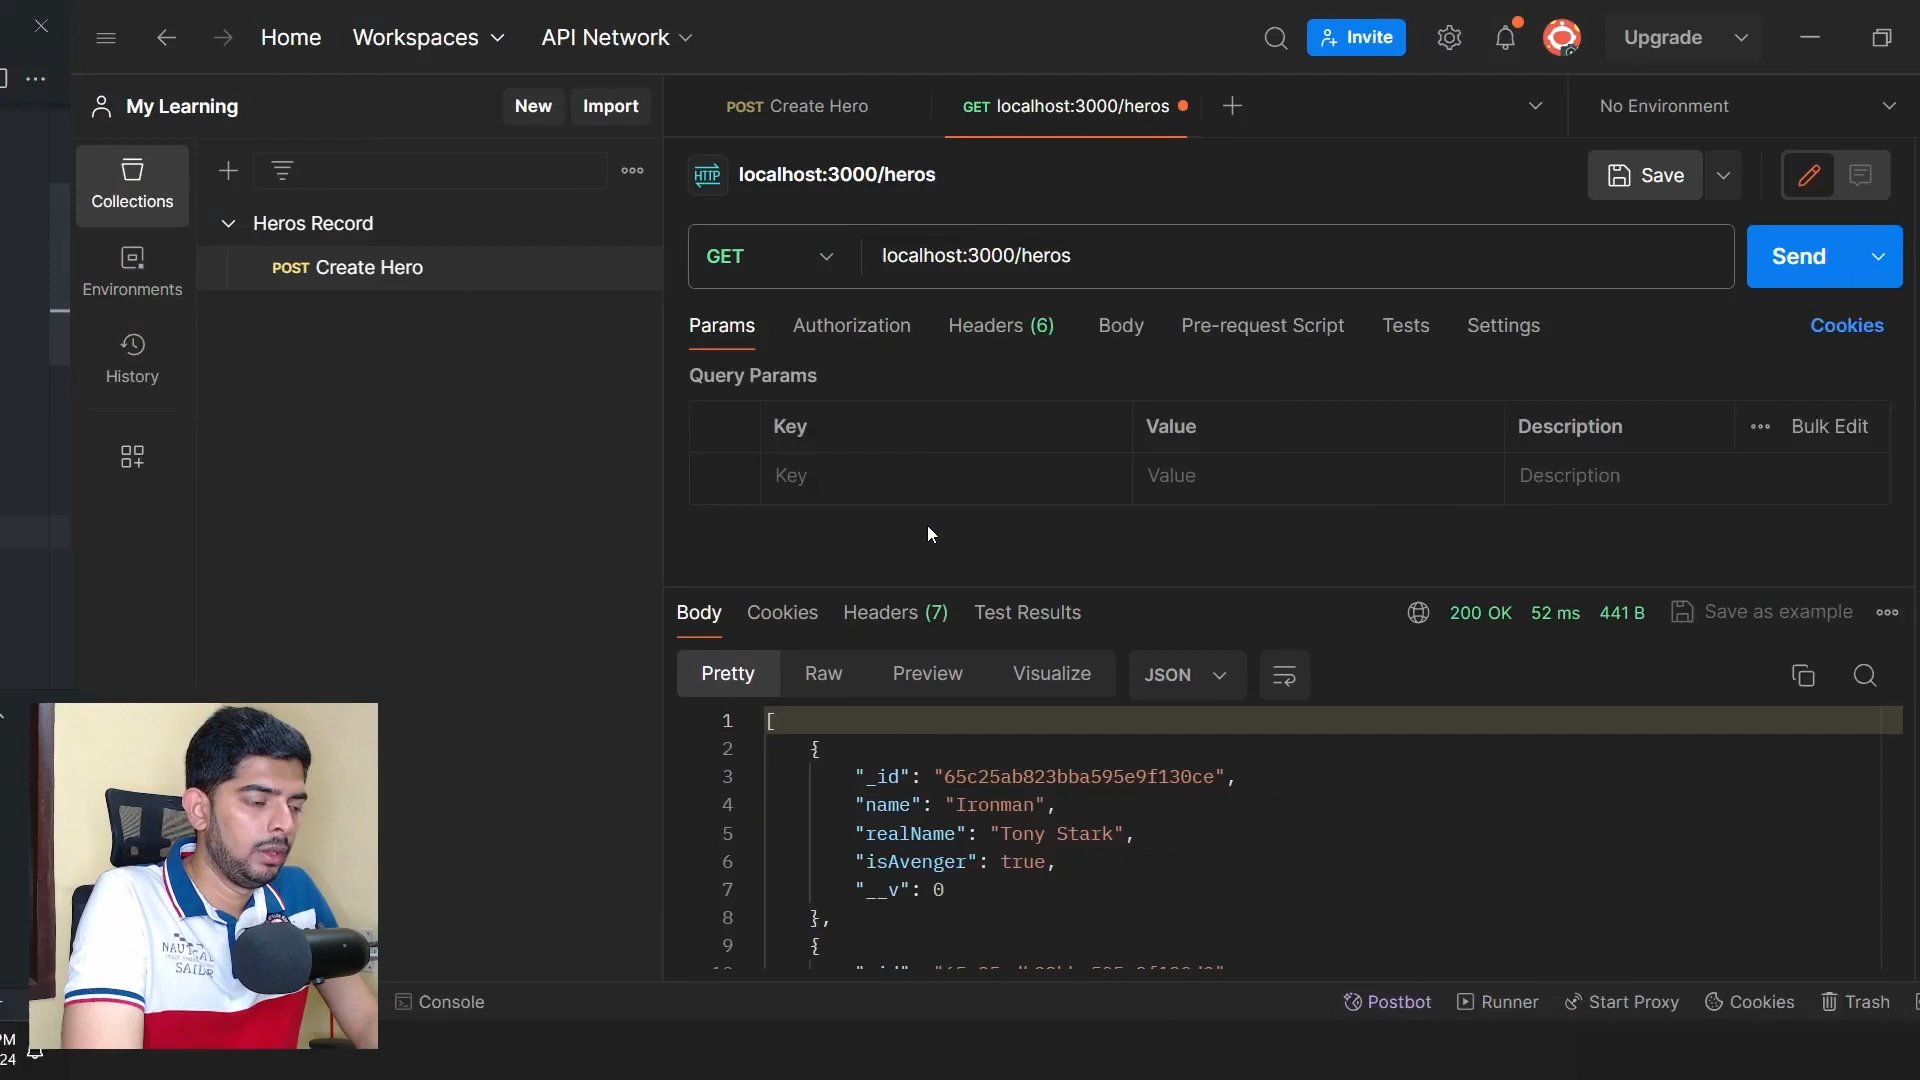 Home Workspaces API Network Invite Upgrade
My Learning New Import POST Create Hero GET localhost:3000/heros No Environment
Collections
Environments
History
Heros Record
POST Create Hero
HTTP localhost:3000/heros Save
GET localhost:3000/heros Send
Params Authorization Headers (6) Body Pre-request Script Tests Settings Cookies
Query Params
Key Value Description Bulk Edit
Key Value Description
Body Cookies Headers (7) Test Results 200 OK 52 ms 441 B Save as example
Pretty Raw Preview Visualize JSON
1 [
2 {
3 "_id": "65c25ab823bba595e9f130ce",
4 "name": "Ironman",
5 "realName": "Tony Stark",
6 "isAvenger": true,
7 "__v": 0
8 },
9 {
NAUTICAL
SAILOR
Console Postbot Runner Start Proxy Cookies Trash
PM
24